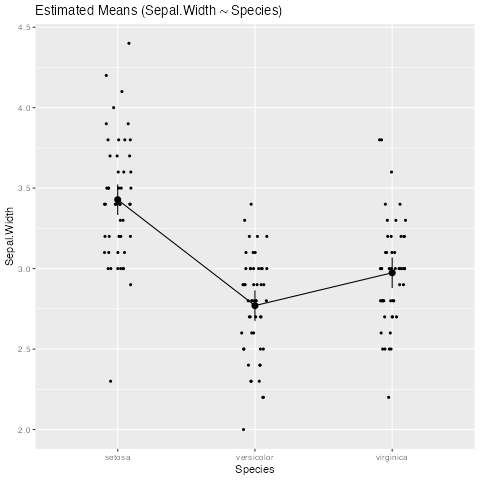 Estimated Means (Sepal.Width ~ Species)
4.5
4.0
3.5
3.0
2.5
2.0
Sepal.Width
setosa versicolor virginica
Species